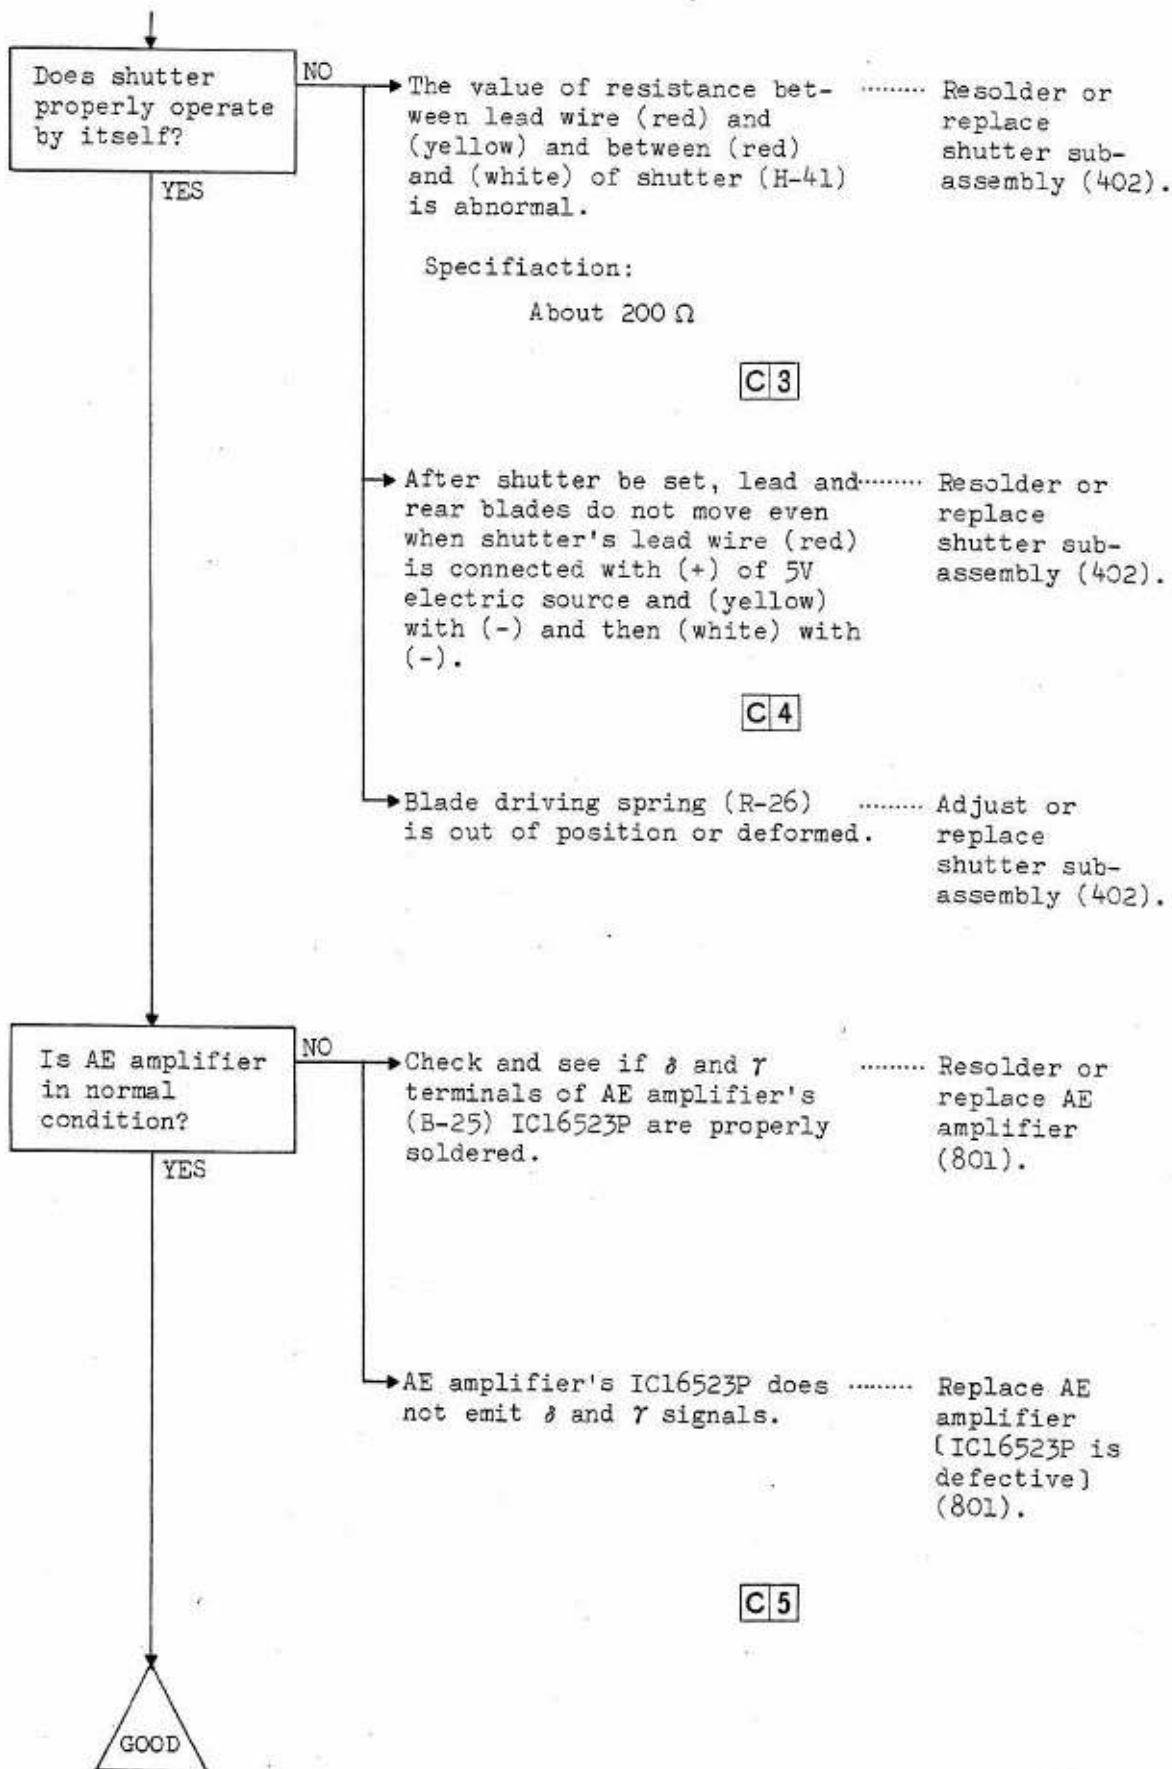 Does shutter
properly operate
by itself?
NO
YES
The value of resistance bet-
ween lead wire (red) and
(yellow) and between (red)
and (white) of shutter (H-41)
is abnormal.
Specifiaction:
About 200 Ω
......... Resolder or
replace
shutter sub-
assembly (402).
C 3
After shutter be set, lead and
rear blades do not move even
when shutter's lead wire (red)
is connected with (+) of 5V
electric source and (yellow)
with (-) and then (white) with
(-).
......... Resolder or
replace
shutter sub-
assembly (402).
C 4
Blade driving spring (R-26)
is out of position or deformed.
......... Adjust or
replace
shutter sub-
assembly (402).
Is AE amplifier
in normal
condition?
NO
YES
Check and see if δ and γ
terminals of AE amplifier's
(B-25) IC16523P are properly
soldered.
......... Resolder or
replace AE
amplifier
(801).
AE amplifier's IC16523P does
not emit δ and γ signals.
......... Replace AE
amplifier
[IC16523P is
defective]
(801).
C 5
GOOD